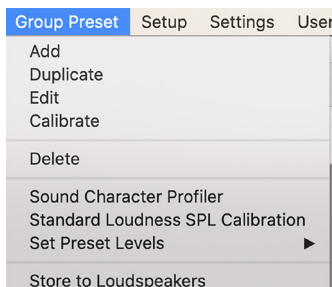 Group Preset Setup Settings User
Add
Duplicate
Edit
Calibrate
Delete
Sound Character Profiler
Standard Loudness SPL Calibration
Set Preset Levels
Store to Loudspeakers